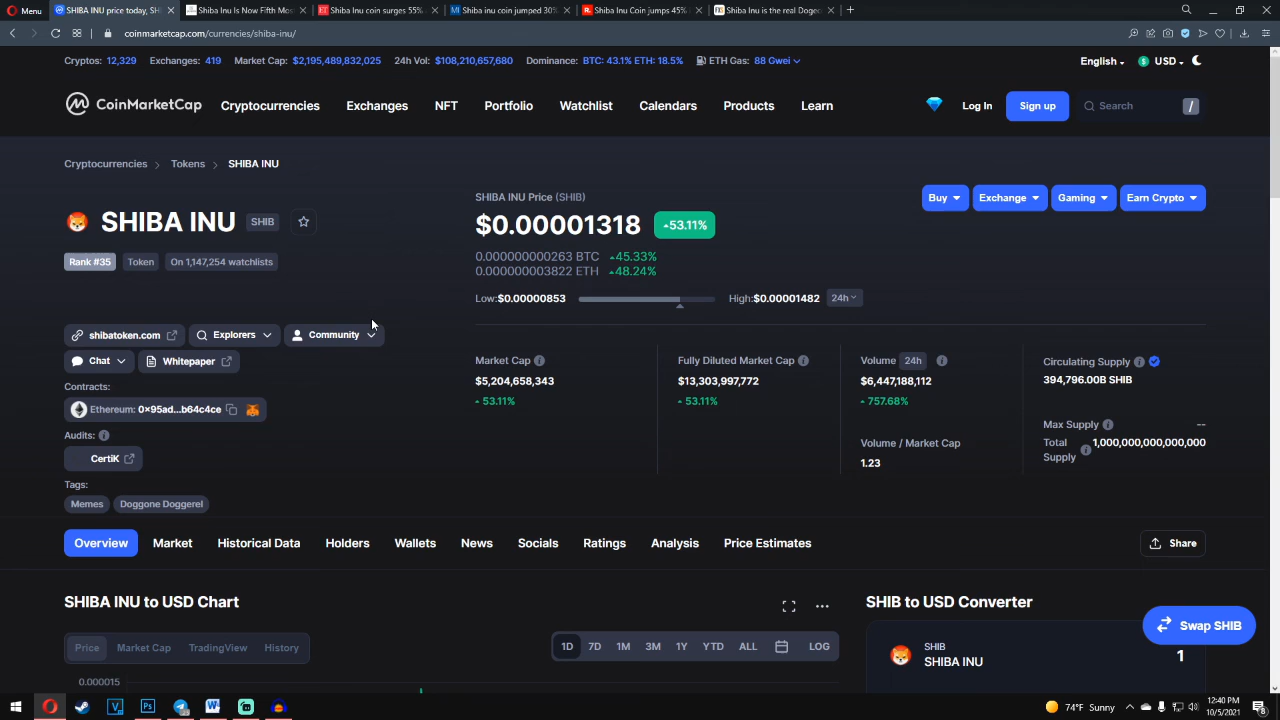 Menu
SHIBA INU price today, SH
Shiba Inu Is Now Fifth Most
Shiba Inu coin surges 55%
Shiba inu coin jumped 30%
Shiba Inu Coin jumps 45%
Shiba Inu is the real Dogec
coinmarketcap.com/currencies/shiba-inu/
Cryptos: 12,329 Exchanges: 419 Market Cap: $2,195,489,832,025 24h Vol: $108,210,657,680 Dominance: BTC: 43.1% ETH: 18.5% ETH Gas: 88 Gwei
English USD
CoinMarketCap Cryptocurrencies Exchanges NFT Portfolio Watchlist Calendars Products Learn Log In Sign up Search /
Cryptocurrencies > Tokens > SHIBA INU
SHIBA INU SHIB
Rank #35 Token On 1,147,254 watchlists
shibatoken.com Explorers Community
Chat Whitepaper
Contracts:
Ethereum: 0×95ad...b64c4ce
Audits:
CertiK
Tags:
Memes Doggone Doggerel
SHIBA INU Price (SHIB)
$0.00001318 53.11%
0.000000000263 BTC 45.33%
0.000000003822 ETH 48.24%
Low:$0.00000853 High:$0.00001482 24h
Buy Exchange Gaming Earn Crypto
Market Cap
$5,204,658,343
53.11%
Fully Diluted Market Cap
$13,303,997,772
53.11%
Volume 24h
$6,447,188,112
757.68%
Volume / Market Cap
1.23
Circulating Supply
394,796.00B SHIB
Max Supply --
Total Supply 1,000,000,000,000,000
Overview Market Historical Data Holders Wallets News Socials Ratings Analysis Price Estimates Share
SHIBA INU to USD Chart
Price Market Cap TradingView History
1D 7D 1M 3M 1Y YTD ALL LOG
0.000015
SHIB to USD Converter
SHIB
SHIBA INU 1
Swap SHIB
74°F Sunny
12:40 PM
10/5/2021
8